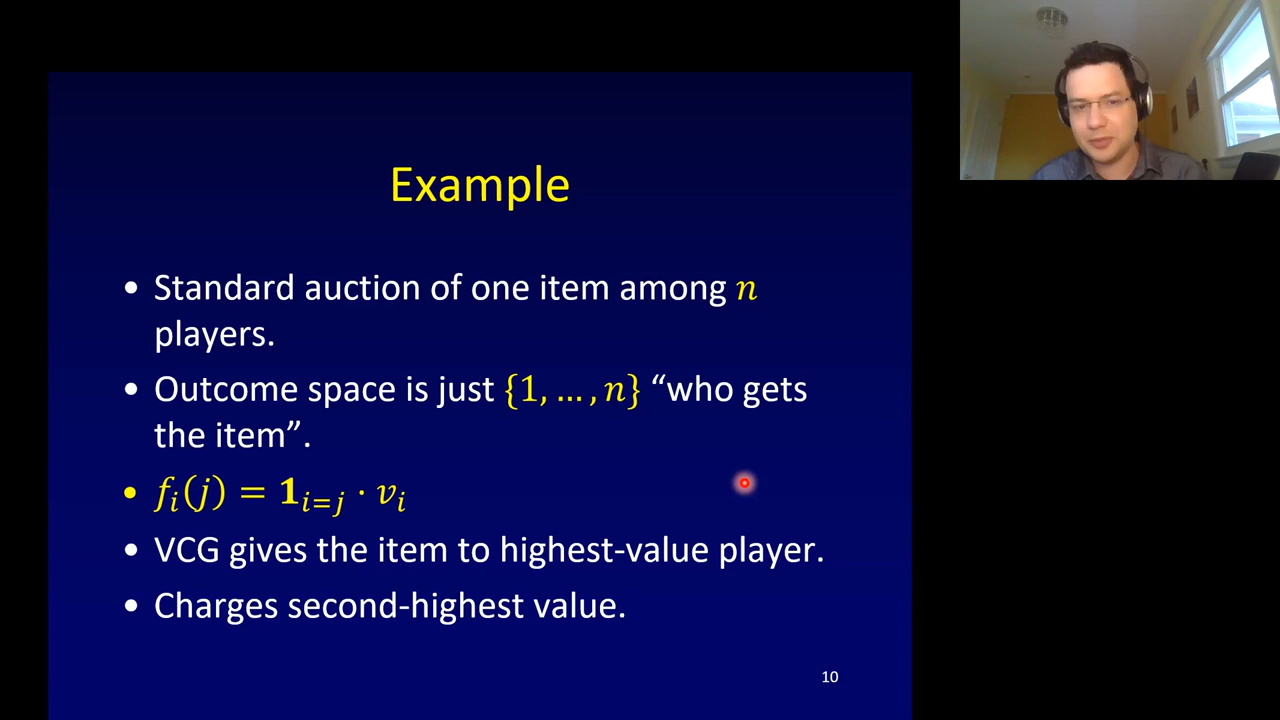 Example
• Standard auction of one item among n
players.
• Outcome space is just {1, … , n} “who gets
the item”.
• fᵢ(j) = 𝟏ᵢ₌ⱼ · vᵢ
• VCG gives the item to highest-value player.
• Charges second-highest value.
10